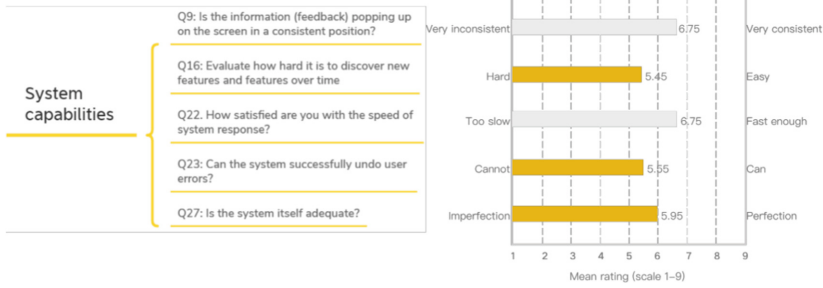 System
capabilities
Q9: Is the information (feedback) popping up
on the screen in a consistent position?
Q16: Evaluate how hard it is to discover new
features and features over time
Q22. How satisfied are you with the speed of
system response?
Q23: Can the system successfully undo user
errors?
Q27: Is the system itself adequate?
Very inconsistent 6.75 Very consistent
Hard 5.45 Easy
Too slow 6.75 Fast enough
Cannot 5.55 Can
Imperfection 5.95 Perfection
1 2 3 4 5 6 7 8 9
Mean rating (scale 1–9)